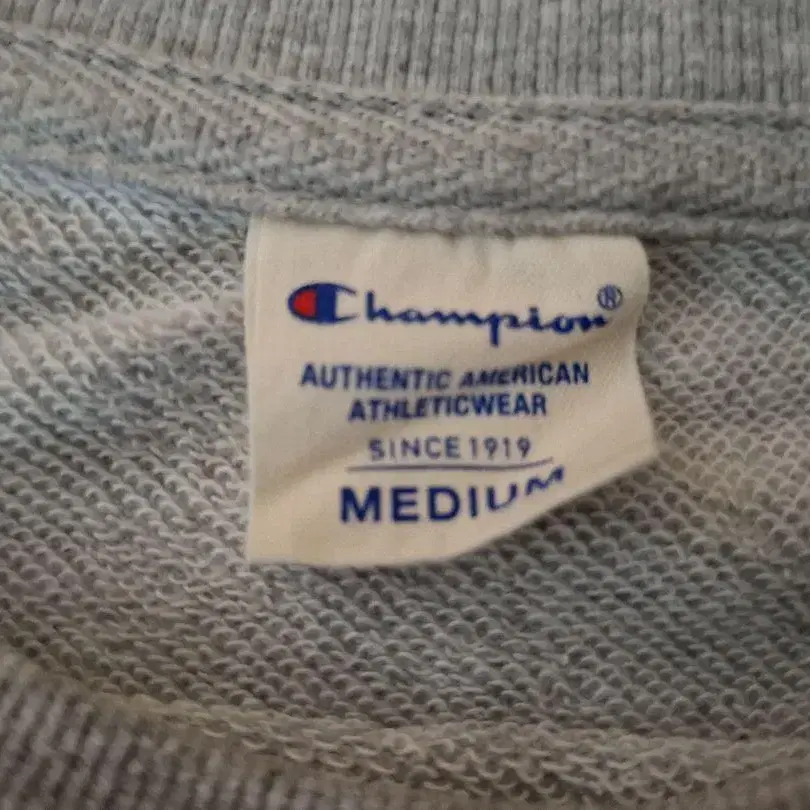 Champion®
AUTHENTIC AMERICAN
ATHLETICWEAR
SINCE 1919
MEDIUM